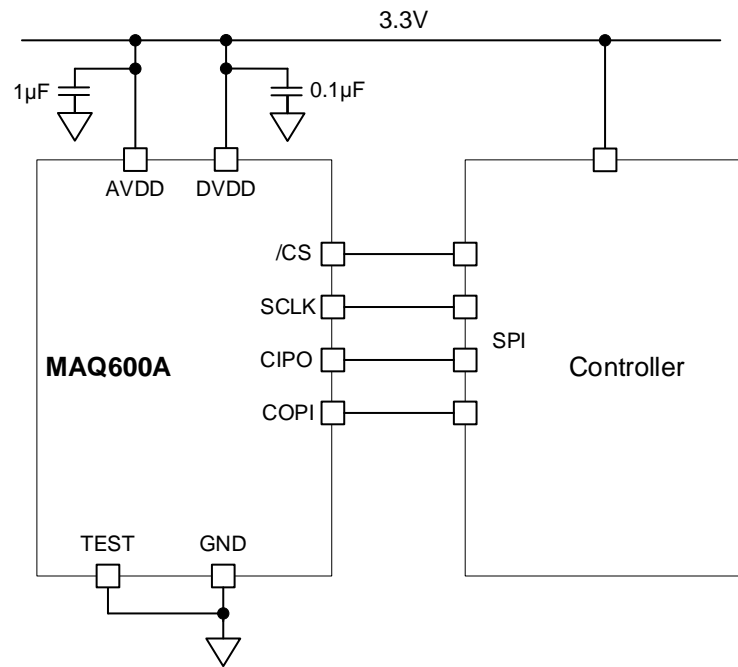 3.3V
1µF
0.1µF
AVDD
DVDD
/CS
SCLK
SPI
MAQ600A
CIPO
Controller
COPI
TEST
GND